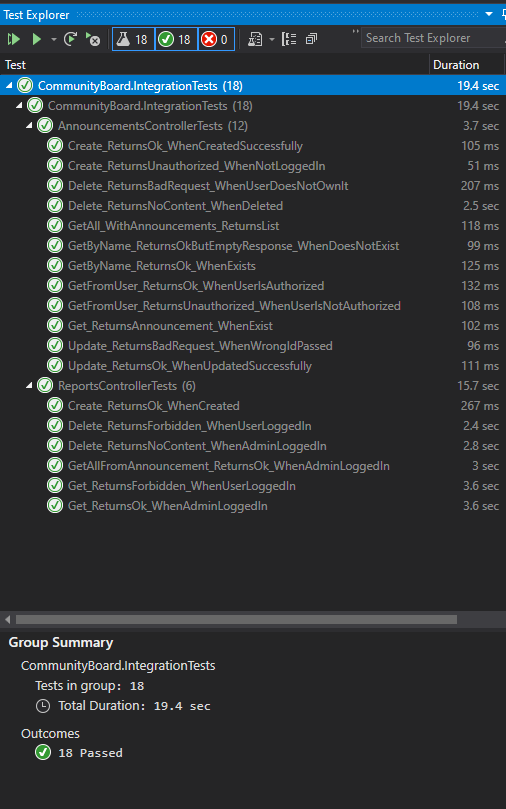 Test Explorer
18 18 0 Search Test Explorer
Test Duration
CommunityBoard.IntegrationTests (18) 19.4 sec
CommunityBoard.IntegrationTests (18) 19.4 sec
AnnouncementsControllerTests (12) 3.7 sec
Create_ReturnsOk_WhenCreatedSuccessfully 105 ms
Create_ReturnsUnauthorized_WhenNotLoggedIn 51 ms
Delete_ReturnsBadRequest_WhenUserDoesNotOwnIt 207 ms
Delete_ReturnsNoContent_WhenDeleted 2.5 sec
GetAll_WithAnnouncements_ReturnsList 118 ms
GetByName_ReturnsOkButEmptyResponse_WhenDoesNotExist 99 ms
GetByName_ReturnsOk_WhenExists 125 ms
GetFromUser_ReturnsOk_WhenUserIsAuthorized 132 ms
GetFromUser_ReturnsUnauthorized_WhenUserIsNotAuthorized 108 ms
Get_ReturnsAnnouncement_WhenExist 102 ms
Update_ReturnsBadRequest_WhenWrongIdPassed 96 ms
Update_ReturnsOk_WhenUpdatedSuccessfully 111 ms
ReportsControllerTests (6) 15.7 sec
Create_ReturnsOk_WhenCreated 267 ms
Delete_ReturnsForbidden_WhenUserLoggedIn 2.4 sec
Delete_ReturnsNoContent_WhenAdminLoggedIn 2.8 sec
GetAllFromAnnouncement_ReturnsOk_WhenAdminLoggedIn 3 sec
Get_ReturnsForbidden_WhenUserLoggedIn 3.6 sec
Get_ReturnsOk_WhenAdminLoggedIn 3.6 sec
Group Summary
CommunityBoard.IntegrationTests
Tests in group: 18
Total Duration: 19.4 sec
Outcomes
18 Passed